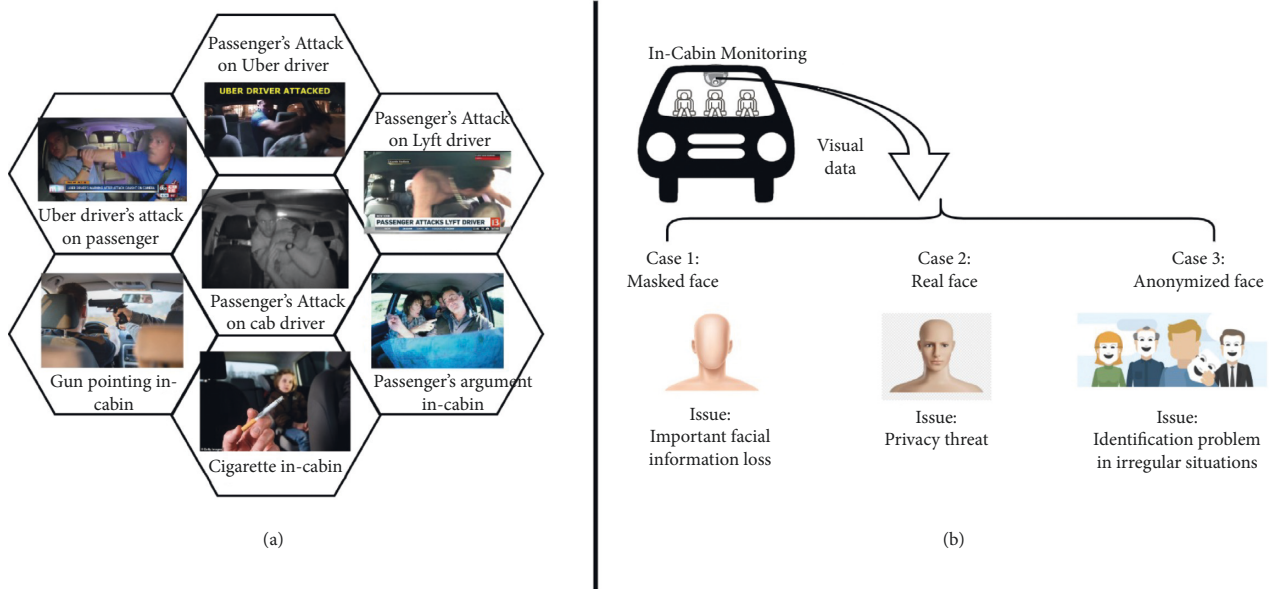 Passenger's Attack
on Uber driver
UBER DRIVER ATTACKED
Passenger's Attack
on Lyft driver
PASSENGER ATTACKS LYFT DRIVER
Uber driver's attack
on passenger
Passenger's Attack
on cab driver
Gun pointing in-
cabin
Passenger's argument
in-cabin
Cigarette in-cabin
(a)
In-Cabin Monitoring
Visual
data
Case 1:
Masked face
Case 2:
Real face
Case 3:
Anonymized face
Issue:
Important facial
information loss
Issue:
Privacy threat
Issue:
Identification problem
in irregular situations
(b)